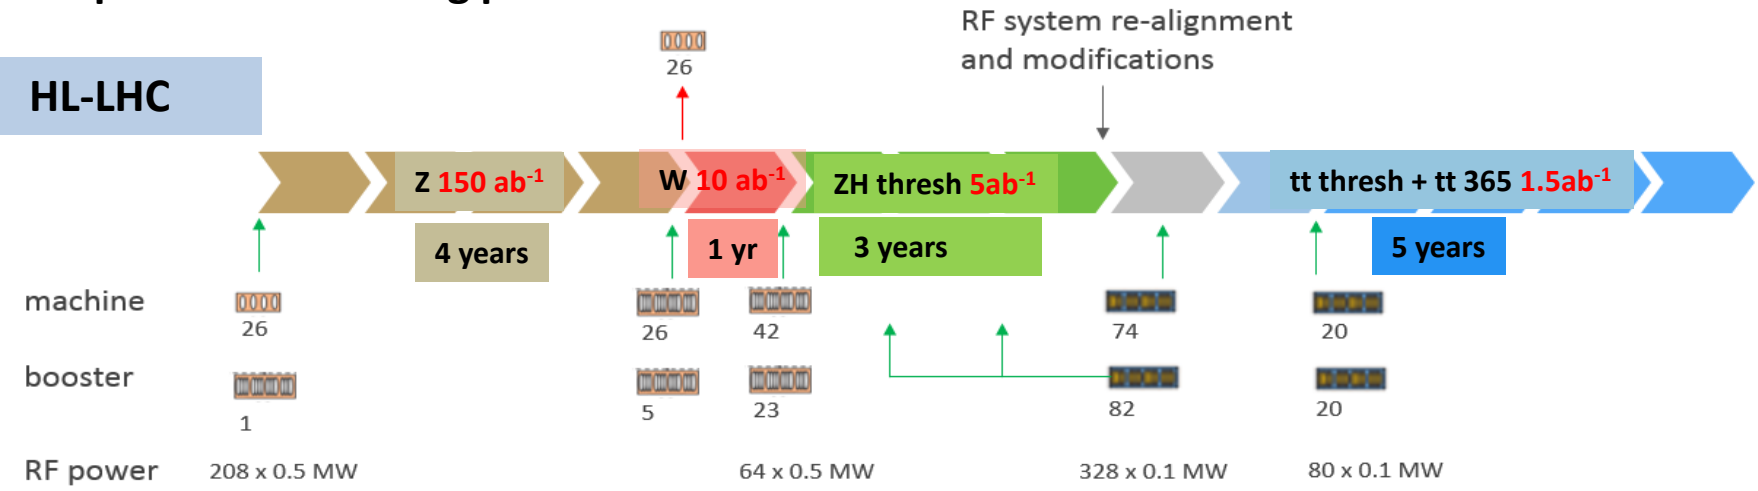 RF system re-alignment
and modifications
26
HL-LHC
Z 150 ab-1
W 10 ab-1
ZH thresh 5ab-1
tt thresh + tt 365 1.5ab-1
4 years
1 yr
3 years
5 years
machine
26
26
42
74
20
booster
1
5
23
82
20
RF power
208 x 0.5 MW
64 x 0.5 MW
328 x 0.1 MW
80 x 0.1 MW